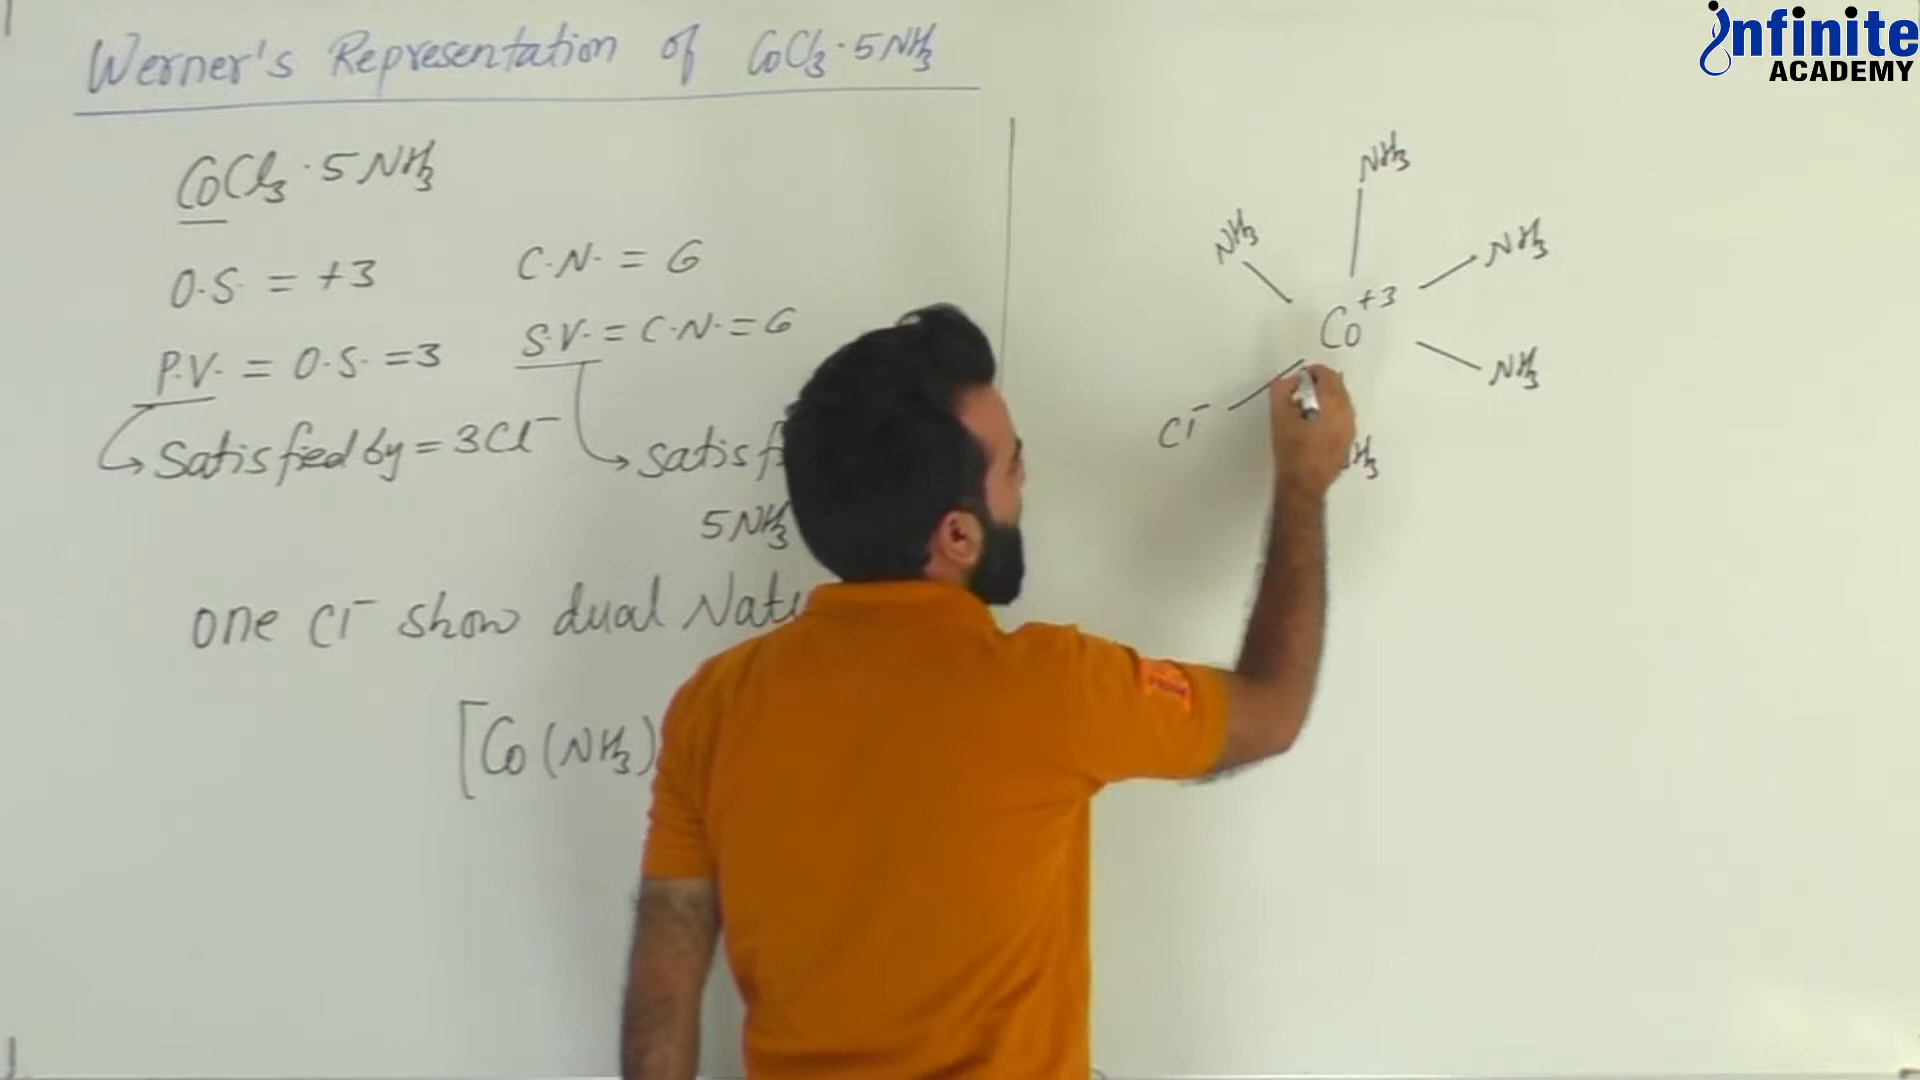 Werner's Representation of CoCl3·5NH3
CoCl3·5NH3
O.S. = +3
C.N. = 6
P.V. = O.S. = 3
S.V. = C.N. = 6
Satisfied by = 3Cl-
5NH3
one Cl- show dual
[Co(NH3)
NH3
NH3
NH3
Co+3
NH3
Cl-
infinite
ACADEMY